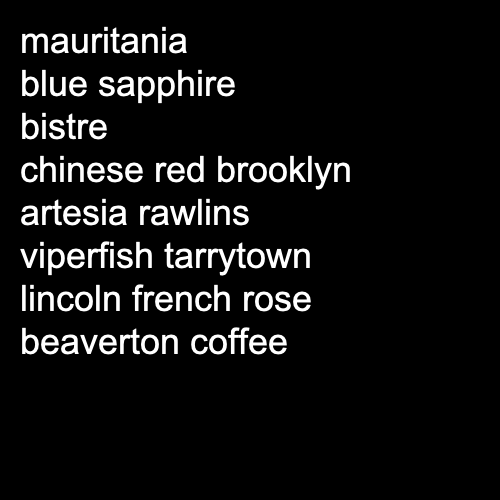 mauritania
blue sapphire
bistre
chinese red brooklyn
artesia rawlins
viperfish tarrytown
lincoln french rose
beaverton coffee